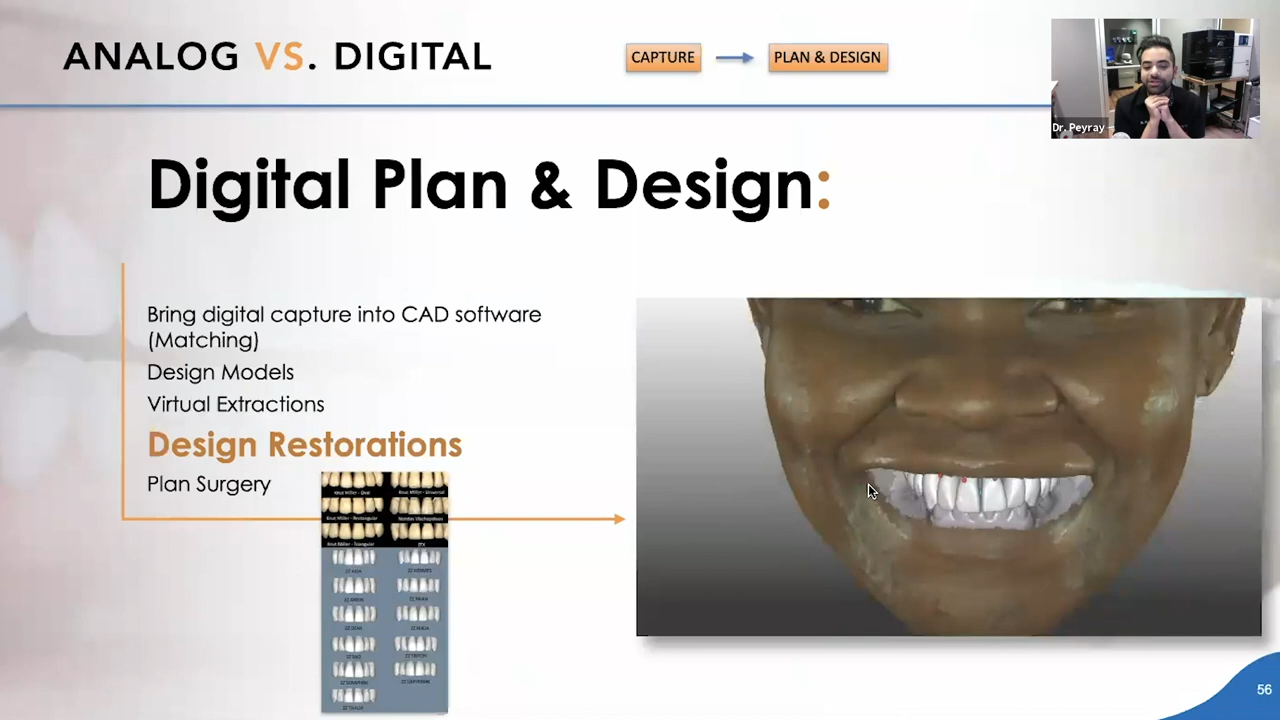 ANALOG VS. DIGITAL
CAPTURE
PLAN & DESIGN
Dr. Peyray
Digital Plan & Design:
Bring digital capture into CAD software
(Matching)
Design Models
Virtual Extractions
Design Restorations
Plan Surgery
56